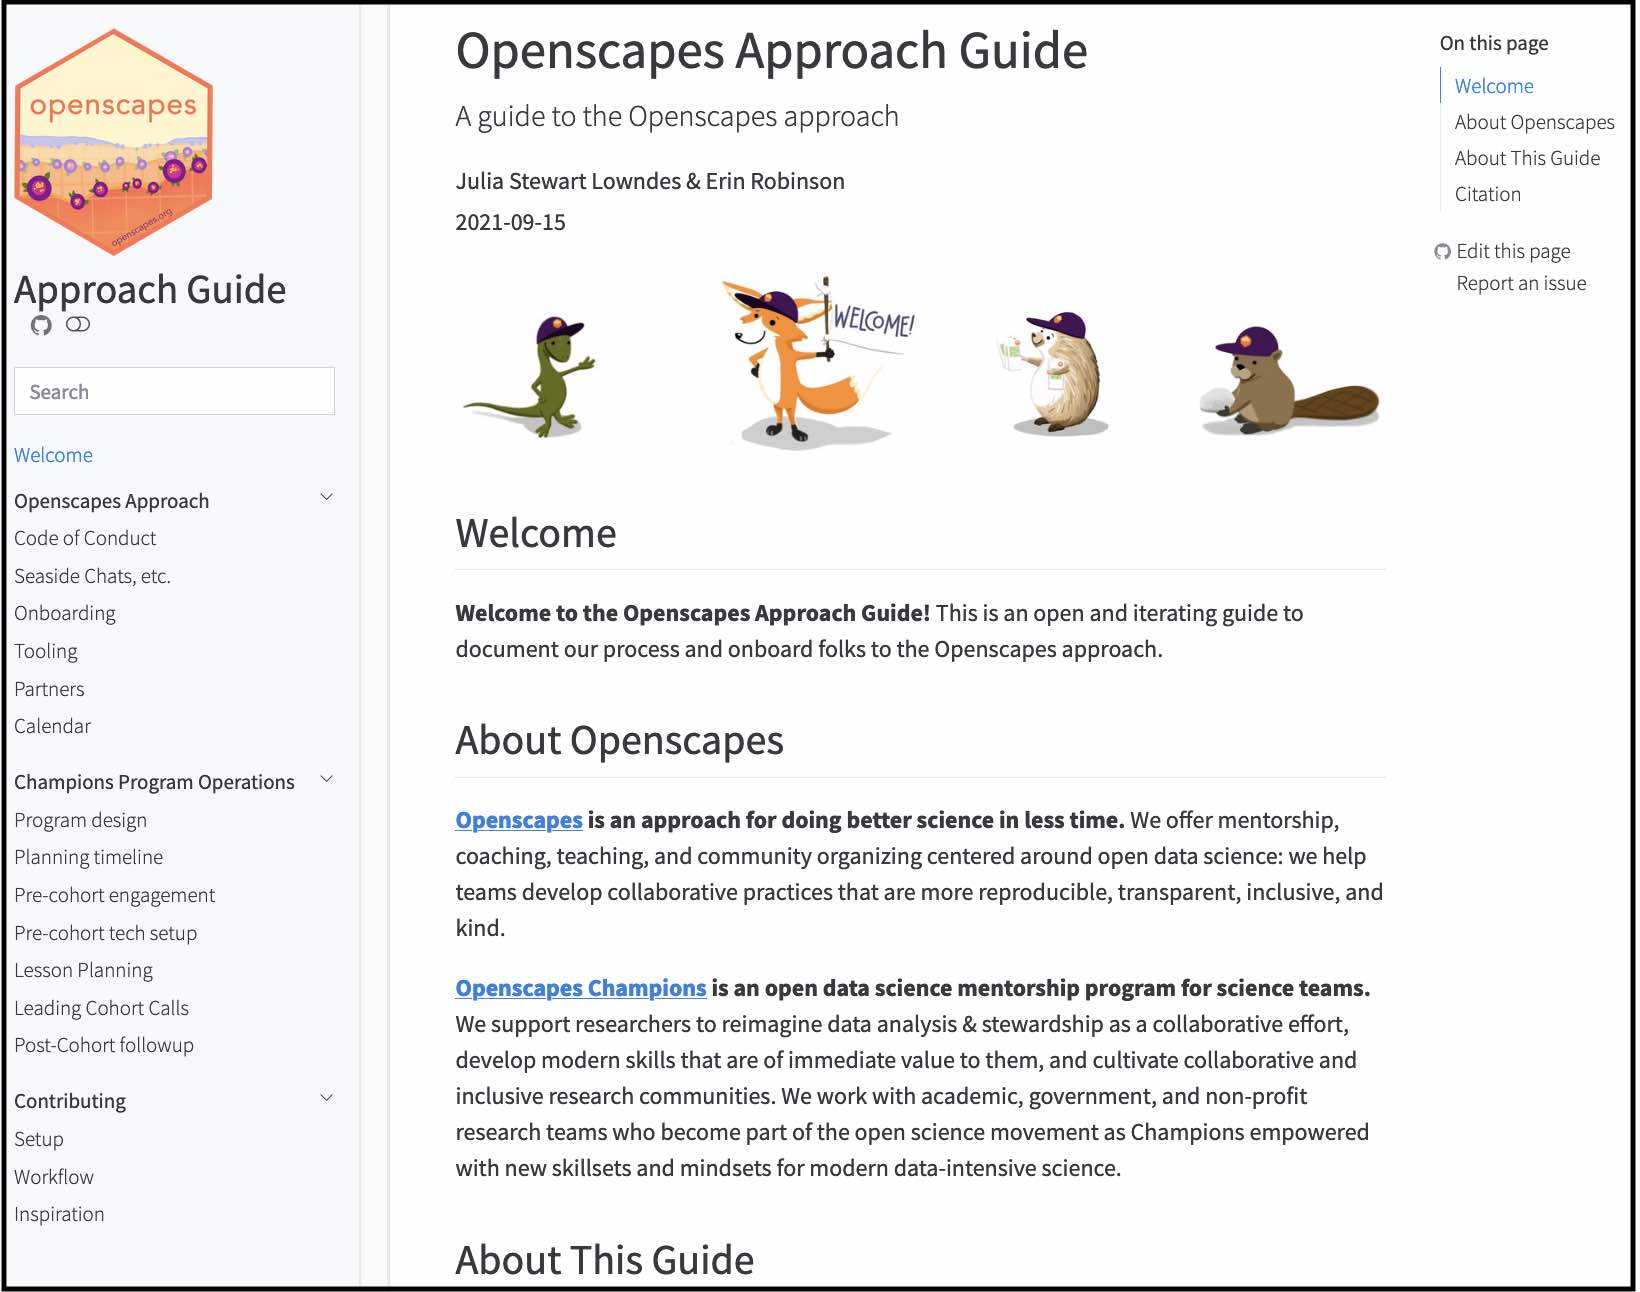 openscapes
openscapes.org
Approach Guide
Search
Welcome
Openscapes Approach
Code of Conduct
Seaside Chats, etc.
Onboarding
Tooling
Partners
Calendar
Champions Program Operations
Program design
Planning timeline
Pre-cohort engagement
Pre-cohort tech setup
Lesson Planning
Leading Cohort Calls
Post-Cohort followup
Contributing
Setup
Workflow
Inspiration
Openscapes Approach Guide
A guide to the Openscapes approach
Julia Stewart Lowndes & Erin Robinson
2021-09-15
WELCOME!
Welcome
Welcome to the Openscapes Approach Guide! This is an open and iterating guide to
document our process and onboard folks to the Openscapes approach.
About Openscapes
Openscapes is an approach for doing better science in less time. We offer mentorship,
coaching, teaching, and community organizing centered around open data science: we help
teams develop collaborative practices that are more reproducible, transparent, inclusive, and
kind.
Openscapes Champions is an open data science mentorship program for science teams.
We support researchers to reimagine data analysis & stewardship as a collaborative effort,
develop modern skills that are of immediate value to them, and cultivate collaborative and
inclusive research communities. We work with academic, government, and non-profit
research teams who become part of the open science movement as Champions empowered
with new skillsets and mindsets for modern data-intensive science.
About This Guide
On this page
Welcome
About Openscapes
About This Guide
Citation
Edit this page
Report an issue